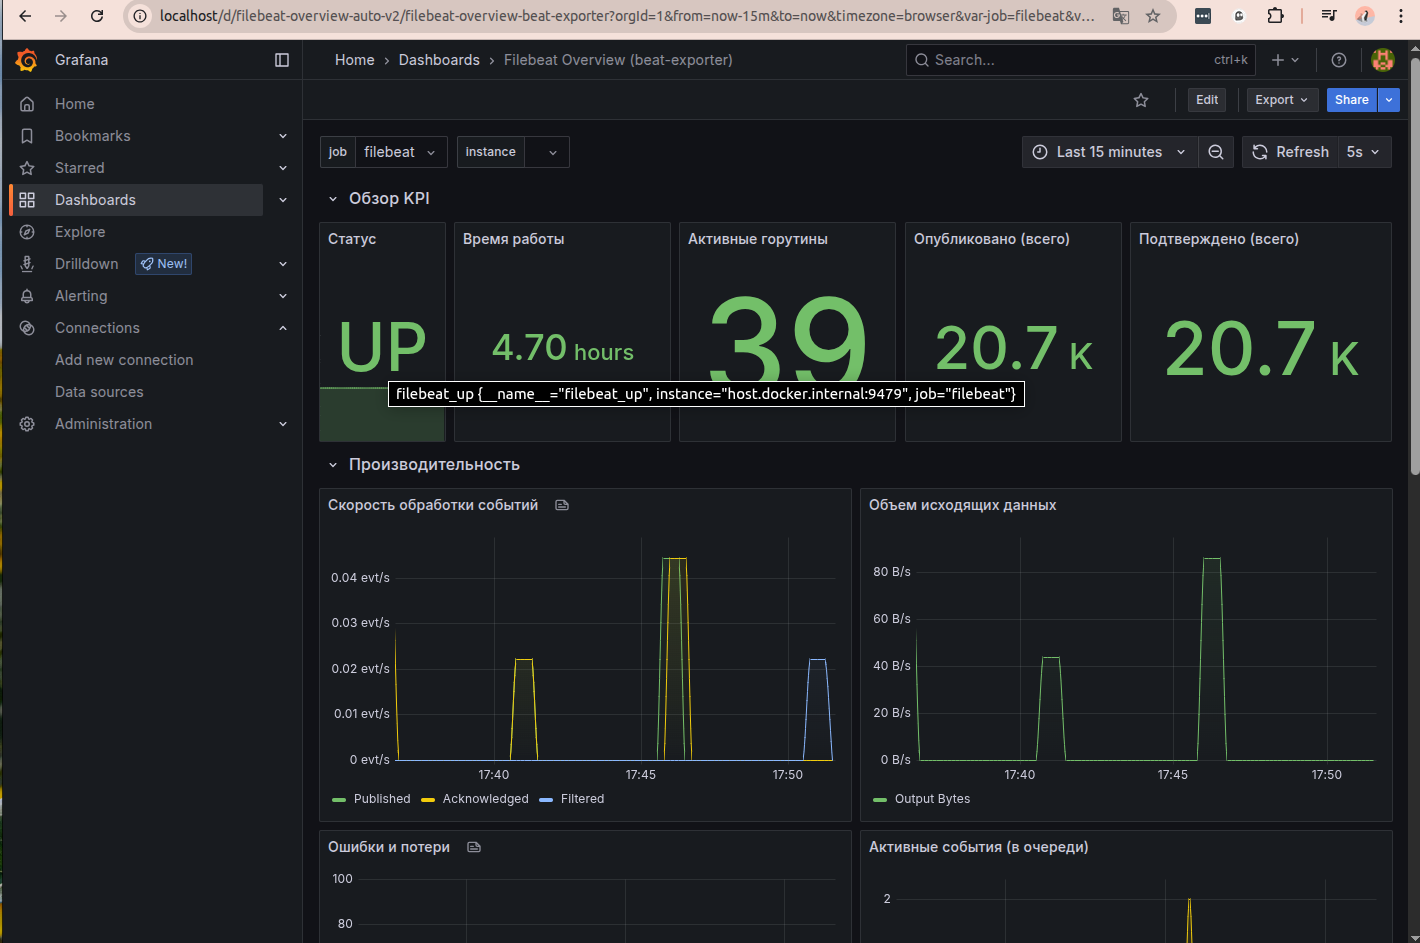 localhost/d/filebeat-overview-auto-v2/filebeat-overview-beat-exporter?orgId=1&from=now-15m&to=now&timezone=browser&var-job=filebeat&v...
Grafana
Home › Dashboards › Filebeat Overview (beat-exporter)
Search... ctrl+k
Home
Bookmarks
Starred
Dashboards
Explore
Drilldown New!
Alerting
Connections
Add new connection
Data sources
Administration
Edit Export Share
job filebeat instance
Last 15 minutes Refresh 5s
Обзор KPI
Статус
UP
Время работы
4.70 hours
Активные горутины
39
Опубликовано (всего)
20.7 K
Подтверждено (всего)
20.7 K
filebeat_up {__name__="filebeat_up", instance="host.docker.internal:9479", job="filebeat"}
Производительность
Скорость обработки событий
0.04 evt/s
0.03 evt/s
0.02 evt/s
0.01 evt/s
0 evt/s
17:40 17:45 17:50
Published Acknowledged Filtered
Объем исходящих данных
80 B/s
60 B/s
40 B/s
20 B/s
0 B/s
17:40 17:45 17:50
Output Bytes
Ошибки и потери
100
80
Активные события (в очереди)
2